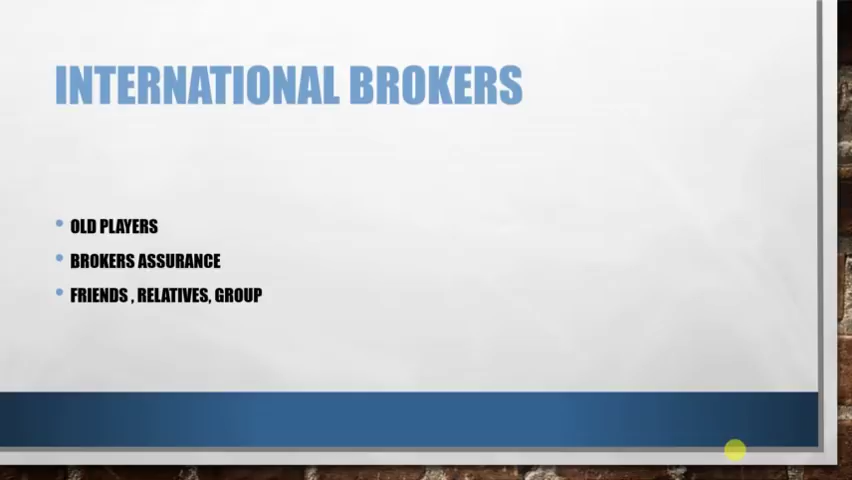 INTERNATIONAL BROKERS
• OLD PLAYERS
• BROKERS ASSURANCE
• FRIENDS , RELATIVES, GROUP